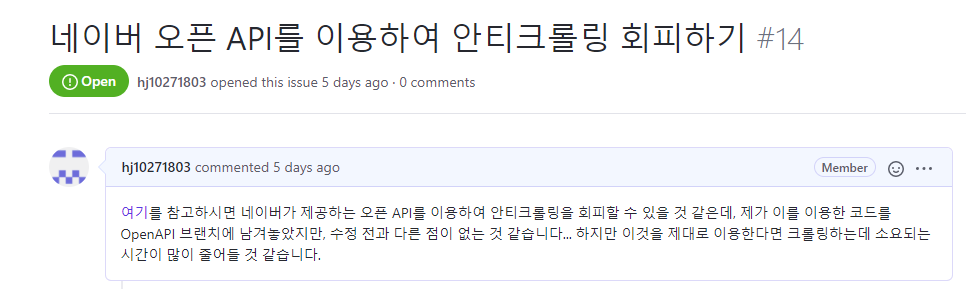 네이버 오픈 API를 이용하여 안티크롤링 회피하기 #14
Open hj10271803 opened this issue 5 days ago · 0 comments
hj10271803 commented 5 days ago Member
여기를 참고하시면 네이버가 제공하는 오픈 API를 이용하여 안티크롤링을 회피할 수 있을 것 같은데, 제가 이를 이용한 코드를
OpenAPI 브랜치에 남겨놓았지만, 수정 전과 다른 점이 없는 것 같습니다... 하지만 이것을 제대로 이용한다면 크롤링하는데 소요되는
시간이 많이 줄어들 것 같습니다.